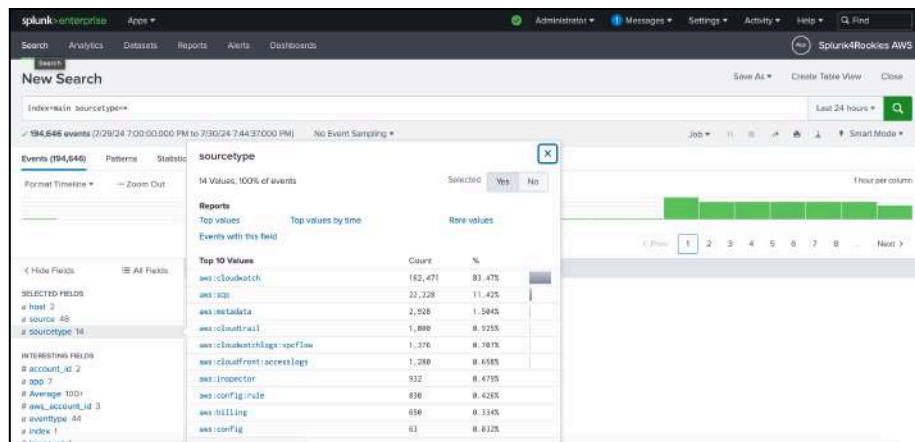 splunk>enterprise Apps ▾ Administrator ▾ 1 Messages ▾ Settings ▾ Activity ▾ Help ▾ Find
Search Analytics Datasets Reports Alerts Dashboards Splunk4Rookies AWS
Search
New Search
Save As ▾ Create Table View Close
index=main sourcetype=*
Last 24 hours ▾
✓ 194,646 events (7/29/24 7:00:00.000 PM to 7/30/24 7:44:37.000 PM) No Event Sampling ▾
Job ▾ Smart Mode ▾
Events (194,646) Patterns Statistic
Format Timeline ▾ — Zoom Out
1 hour per column
sourcetype
14 Values, 100% of events
Selected Yes No
Reports
Top values Top values by time Rare values
Events with this field
Top 10 Values Count %
aws:cloudwatch 162,471 83.47%
aws:sqs 22,228 11.42%
aws:metadata 2,928 1.504%
aws:cloudtrail 1,800 0.925%
aws:cloudwatchlogs:vpcflow 1,376 0.707%
aws:cloudfront:accesslogs 1,280 0.658%
aws:inspector 932 0.479%
aws:config:rule 830 0.426%
aws:billing 650 0.334%
aws:config 63 0.032%
< Prev 1 2 3 4 5 6 7 8 ... Next >
< Hide Fields All Fields
SELECTED FIELDS
a host 2
a source 48
a sourcetype 14
INTERESTING FIELDS
# account_id 2
a app 7
# Average 100+
# aws_account_id 3
a eventtype 44
a index 1